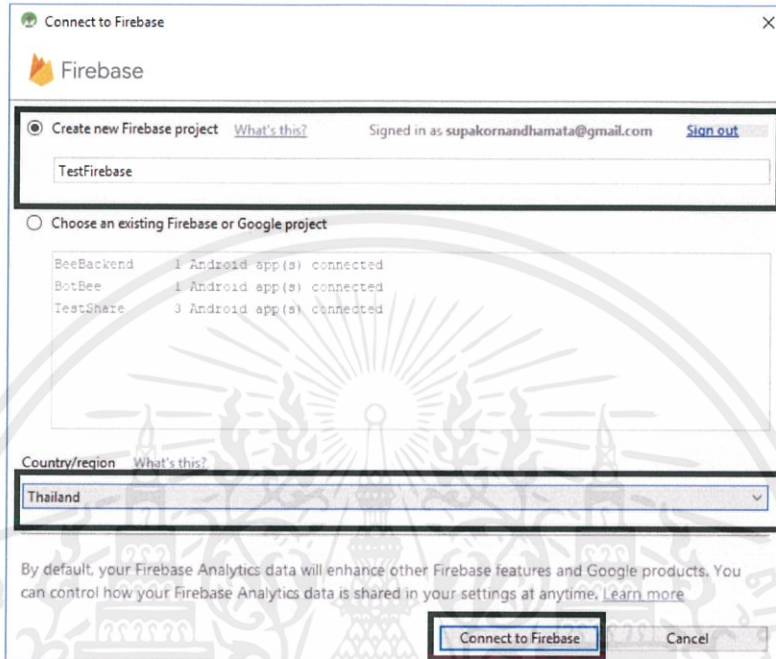 Connect to Firebase
Firebase
Create new Firebase project What's this? Signed in as supakornandhamata@gmail.com Sign out
TestFirebase
Choose an existing Firebase or Google project
BeeBackend 1 Android app(s) connected
BotBee 1 Android app(s) connected
TestShare 3 Android app(s) connected
Country/region What's this?
Thailand
By default, your Firebase Analytics data will enhance other Firebase features and Google products. You
can control how your Firebase Analytics data is shared in your settings at anytime. Learn more
Connect to Firebase Cancel